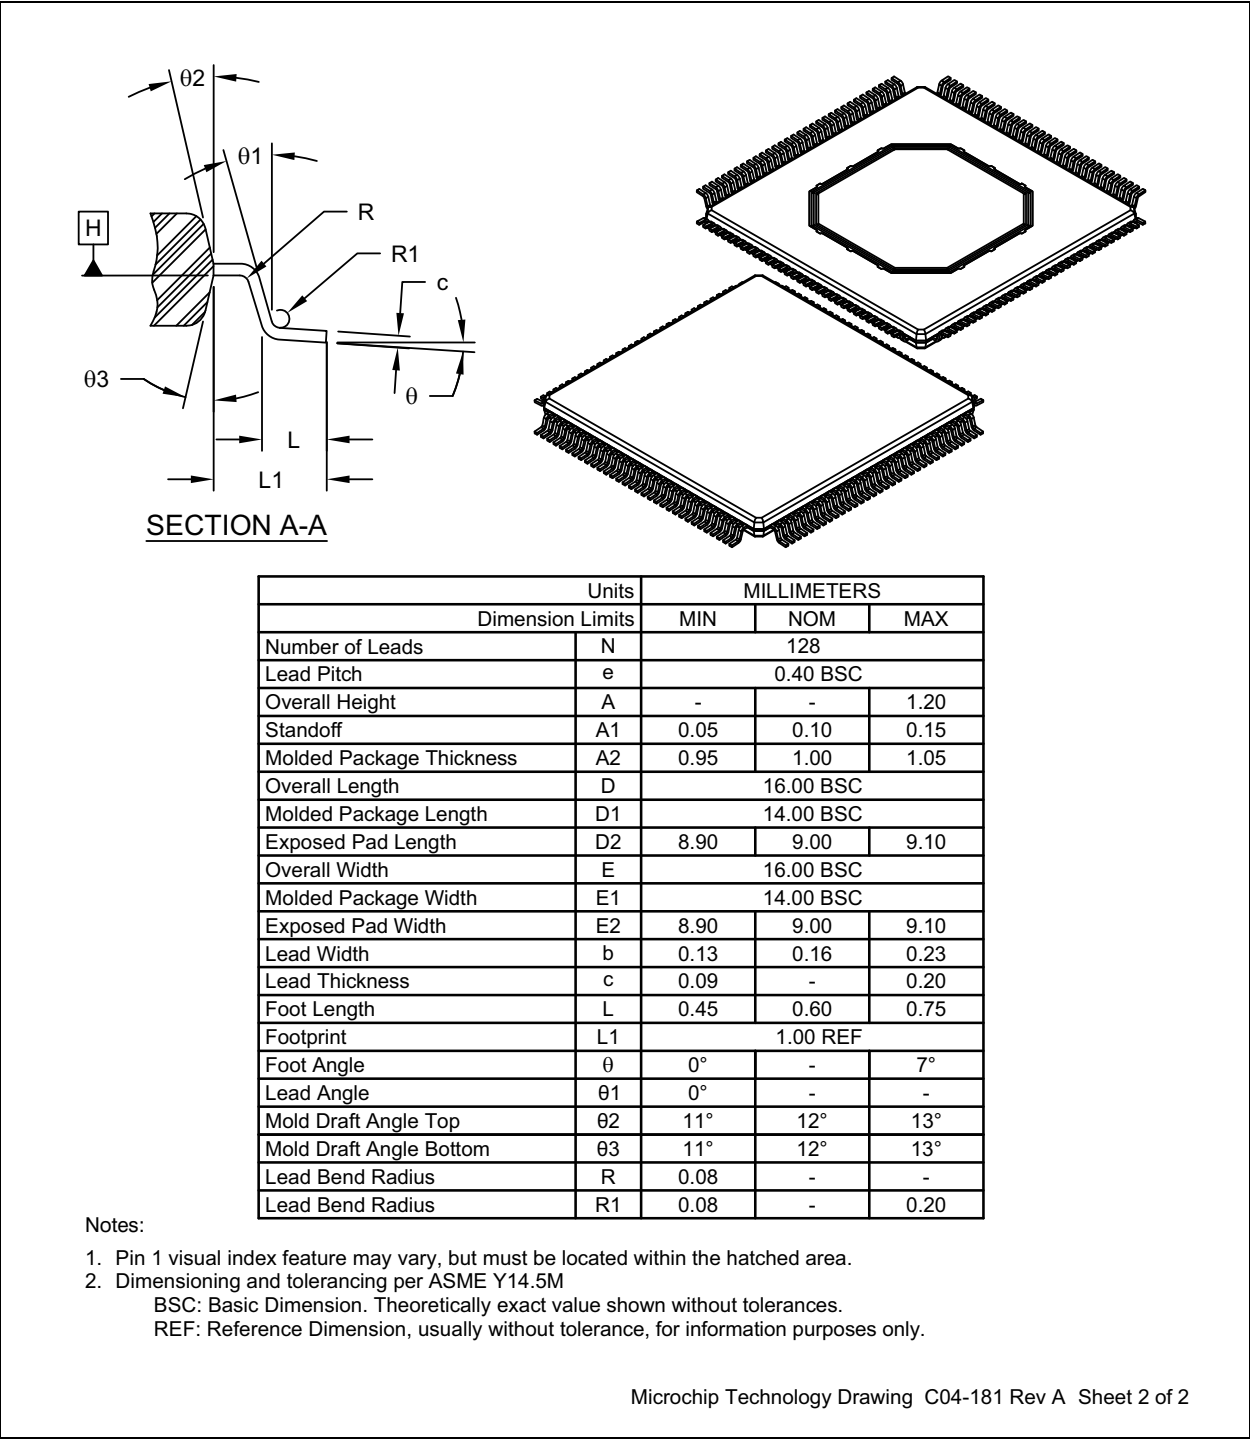 θ2
θ1
R
H
R1
c
θ3
θ
L
L1
SECTION A-A
Units MILLIMETERS
Dimension Limits MIN NOM MAX
Number of Leads N 128
Lead Pitch e 0.40 BSC
Overall Height A - - 1.20
Standoff A1 0.05 0.10 0.15
Molded Package Thickness A2 0.95 1.00 1.05
Overall Length D 16.00 BSC
Molded Package Length D1 14.00 BSC
Exposed Pad Length D2 8.90 9.00 9.10
Overall Width E 16.00 BSC
Molded Package Width E1 14.00 BSC
Exposed Pad Width E2 8.90 9.00 9.10
Lead Width b 0.13 0.16 0.23
Lead Thickness c 0.09 - 0.20
Foot Length L 0.45 0.60 0.75
Footprint L1 1.00 REF
Foot Angle θ 0° - 7°
Lead Angle θ1 0° - -
Mold Draft Angle Top θ2 11° 12° 13°
Mold Draft Angle Bottom θ3 11° 12° 13°
Lead Bend Radius R 0.08 - -
Lead Bend Radius R1 0.08 - 0.20
Notes:
1. Pin 1 visual index feature may vary, but must be located within the hatched area.
2. Dimensioning and tolerancing per ASME Y14.5M
BSC: Basic Dimension. Theoretically exact value shown without tolerances.
REF: Reference Dimension, usually without tolerance, for information purposes only.
Microchip Technology Drawing C04-181 Rev A Sheet 2 of 2